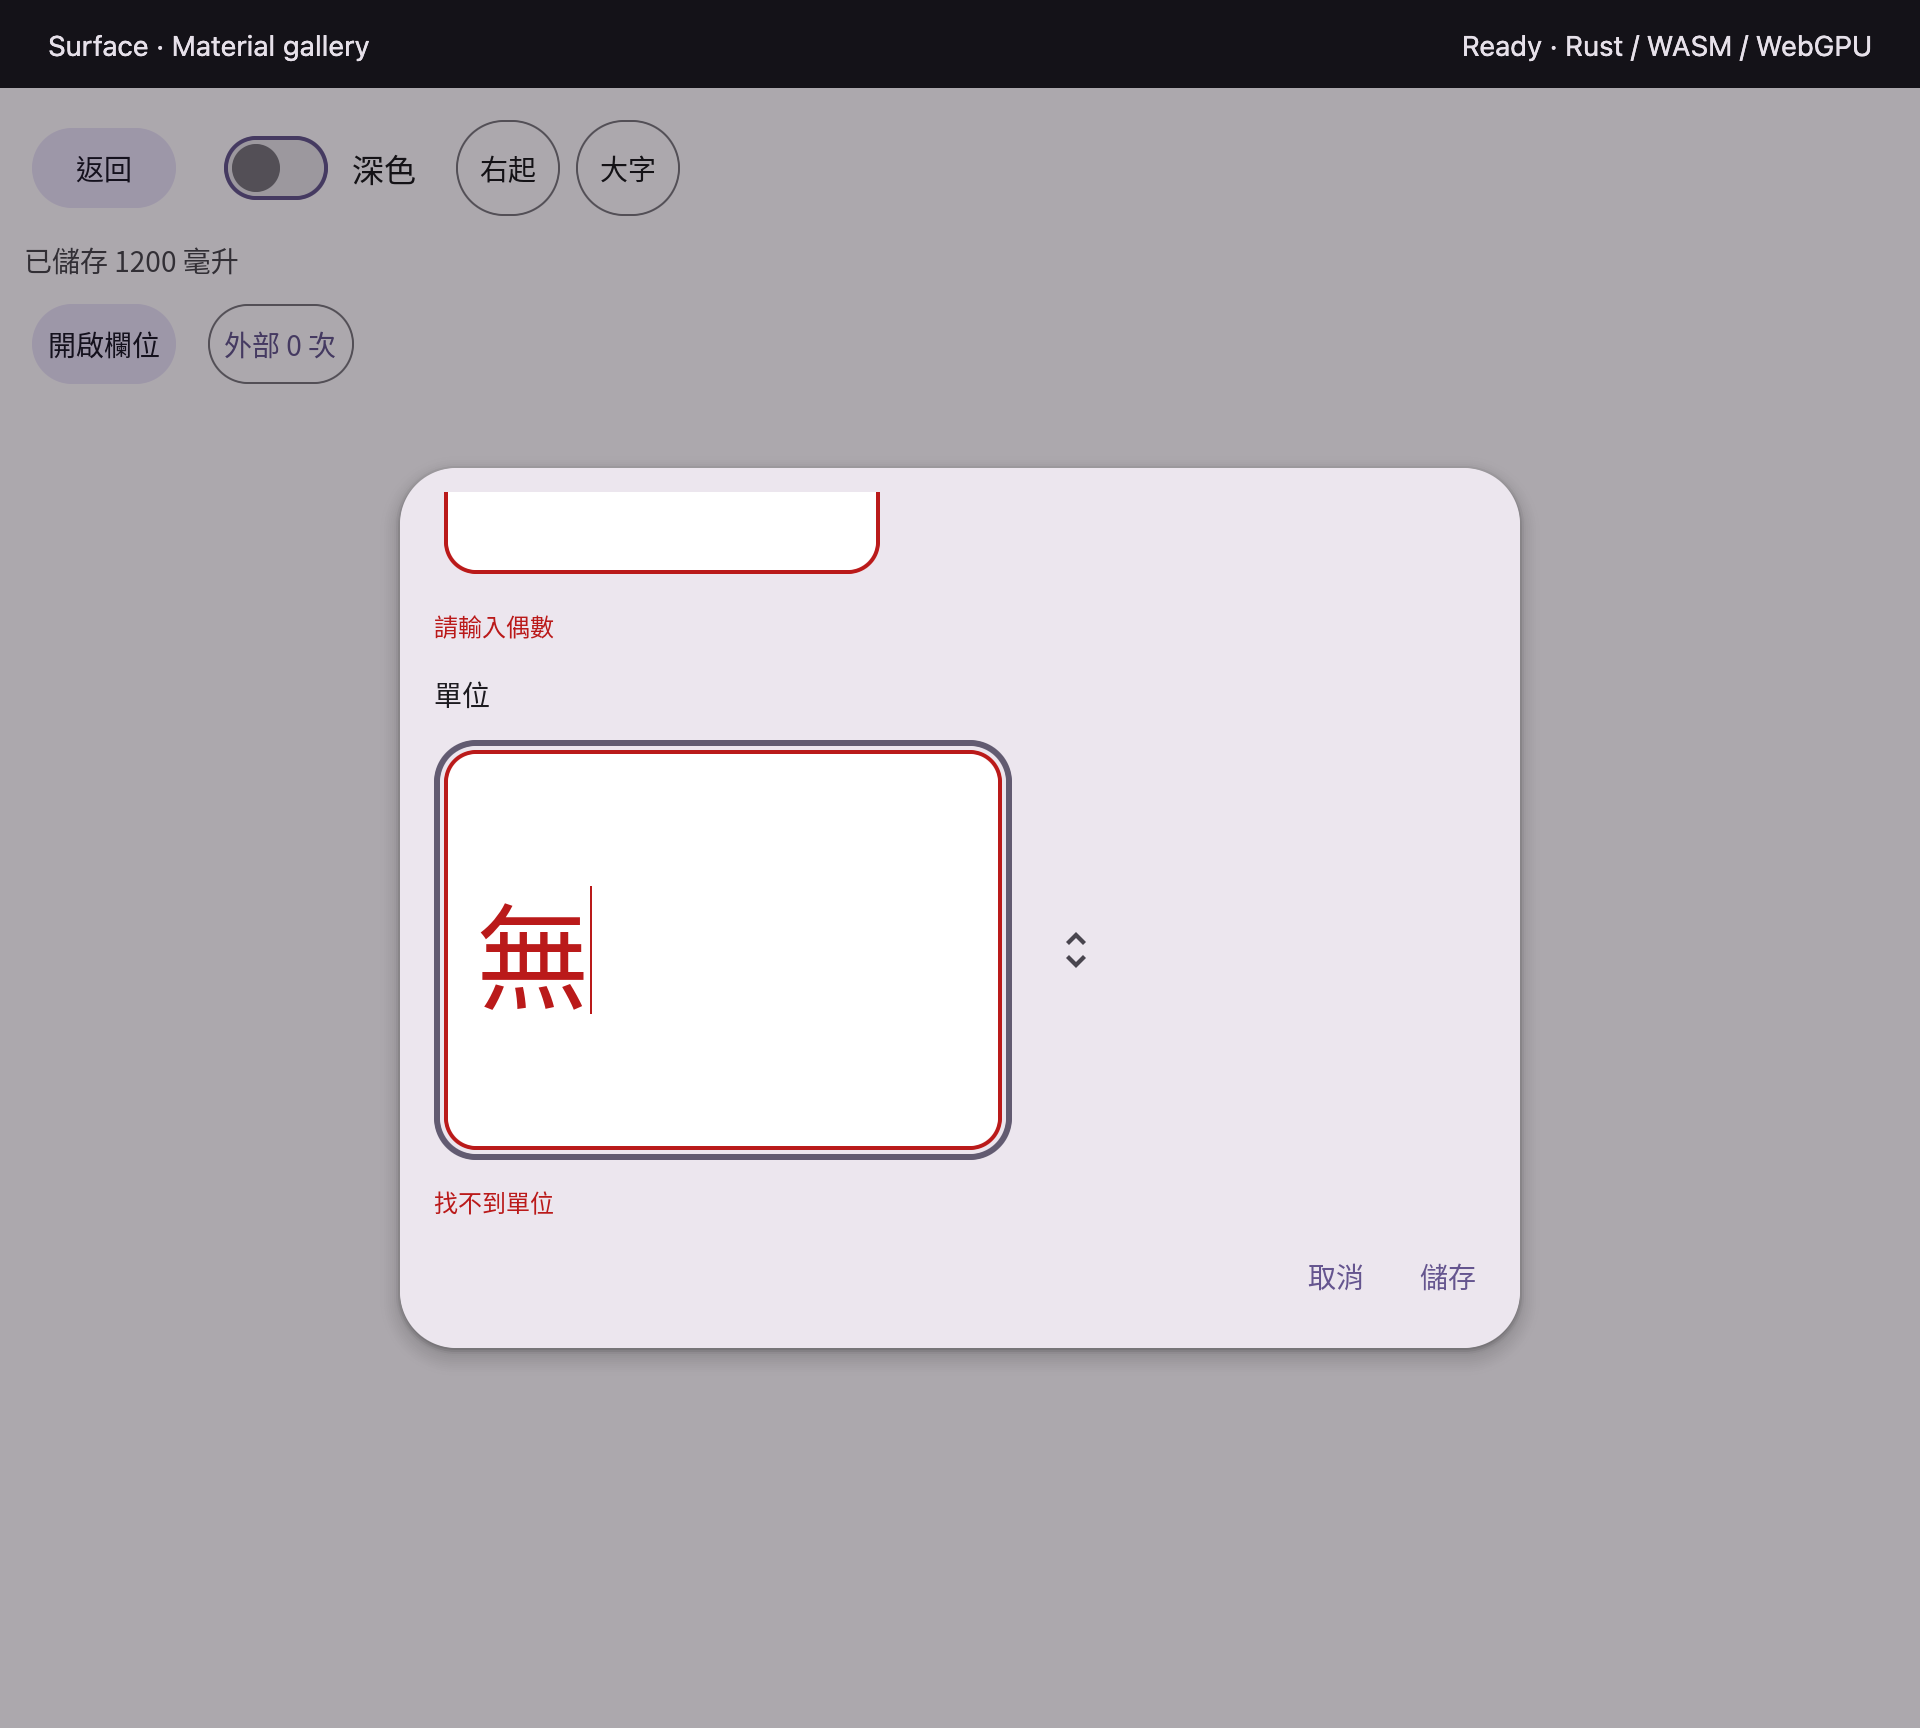 Surface · Material gallery
Ready · Rust / WASM / WebGPU
返回
深色
右起
大字
已儲存 1200 毫升
開啟欄位
外部 0 次
請輸入偶數
單位
無
找不到單位
取消
儲存